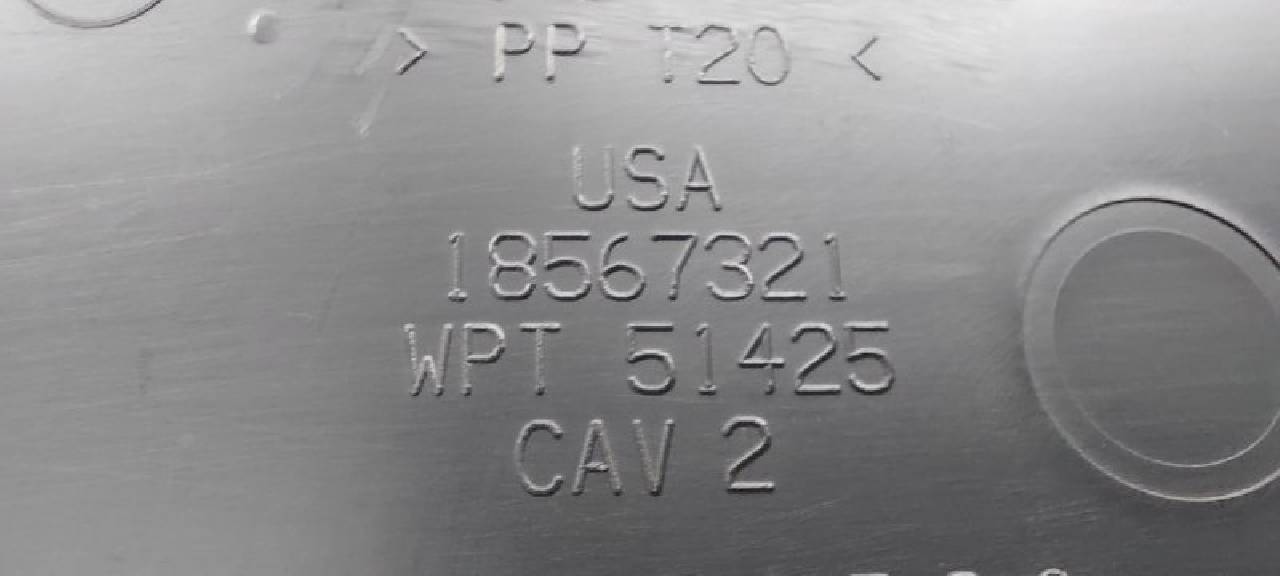 > PP T20 <
USA
18567321
WPT 51425
CAV 2